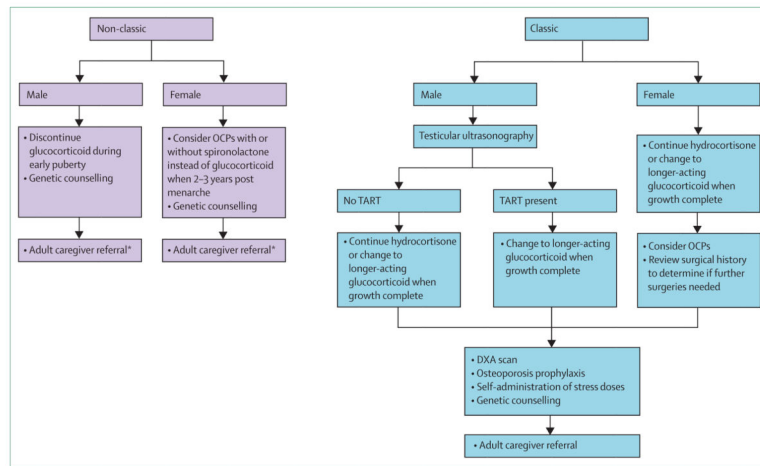 Non-classic
Male
Female
• Discontinue
glucocorticoid during
early puberty
• Genetic counselling
• Consider OCPs with or
without spironolactone
instead of glucocorticoid
when 2–3 years post
menarche
• Genetic counselling
• Adult caregiver referral*
• Adult caregiver referral*
Classic
Male
Female
Testicular ultrasonography
• Continue hydrocortisone
or change to
longer-acting
glucocorticoid when
growth complete
No TART
TART present
• Continue hydrocortisone
or change to
longer-acting
glucocorticoid when
growth complete
• Change to longer-acting
glucocorticoid when
growth complete
• Consider OCPs
• Review surgical history
to determine if further
surgeries needed
• DXA scan
• Osteoporosis prophylaxis
• Self-administration of stress doses
• Genetic counselling
• Adult caregiver referral